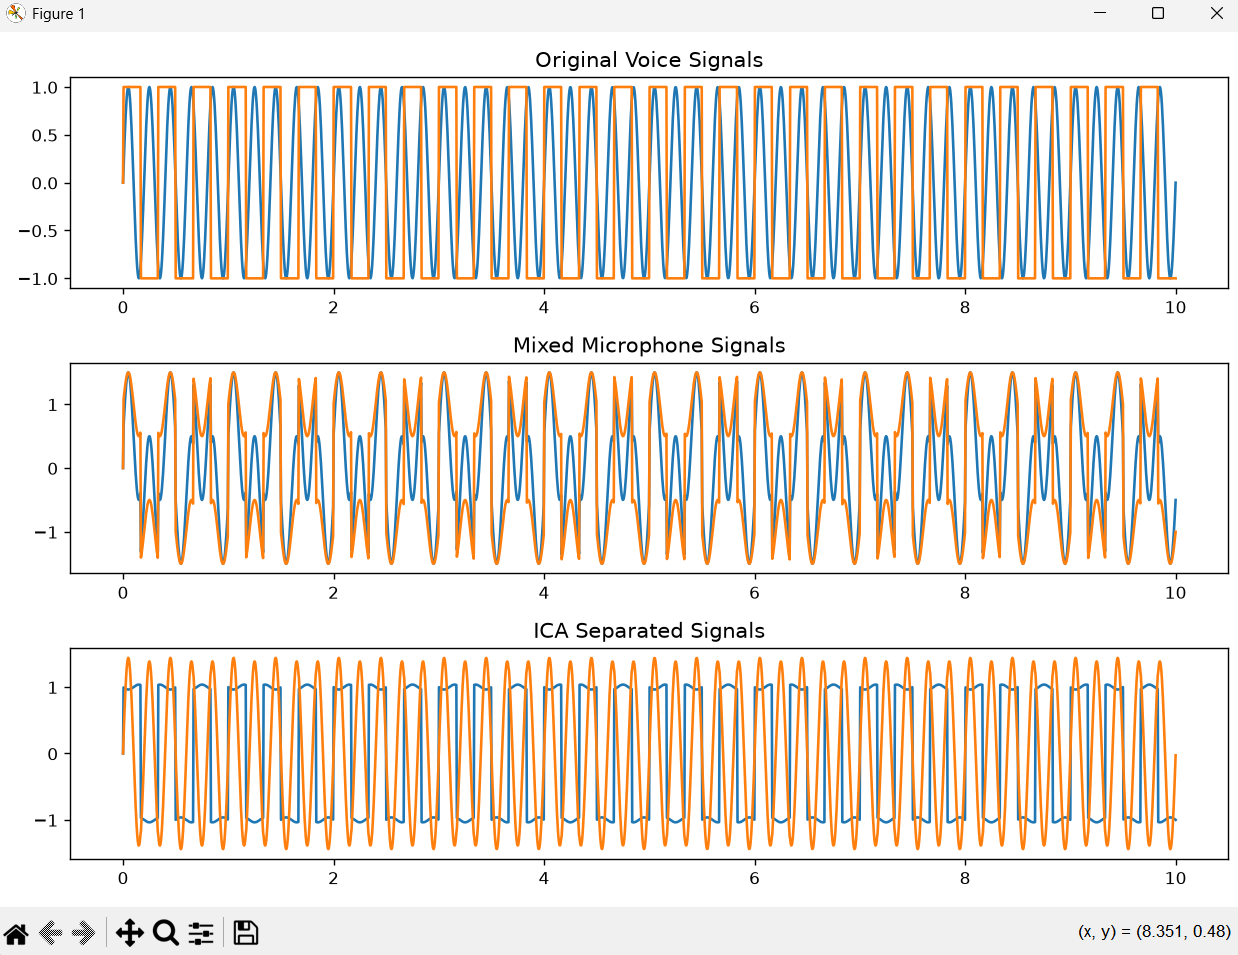 Figure 1
Original Voice Signals
1.0
0.5
0.0
−0.5
−1.0
0 2 4 6 8 10
Mixed Microphone Signals
1
0
−1
0 2 4 6 8 10
ICA Separated Signals
1
0
−1
0 2 4 6 8 10
(x, y) = (8.351, 0.48)